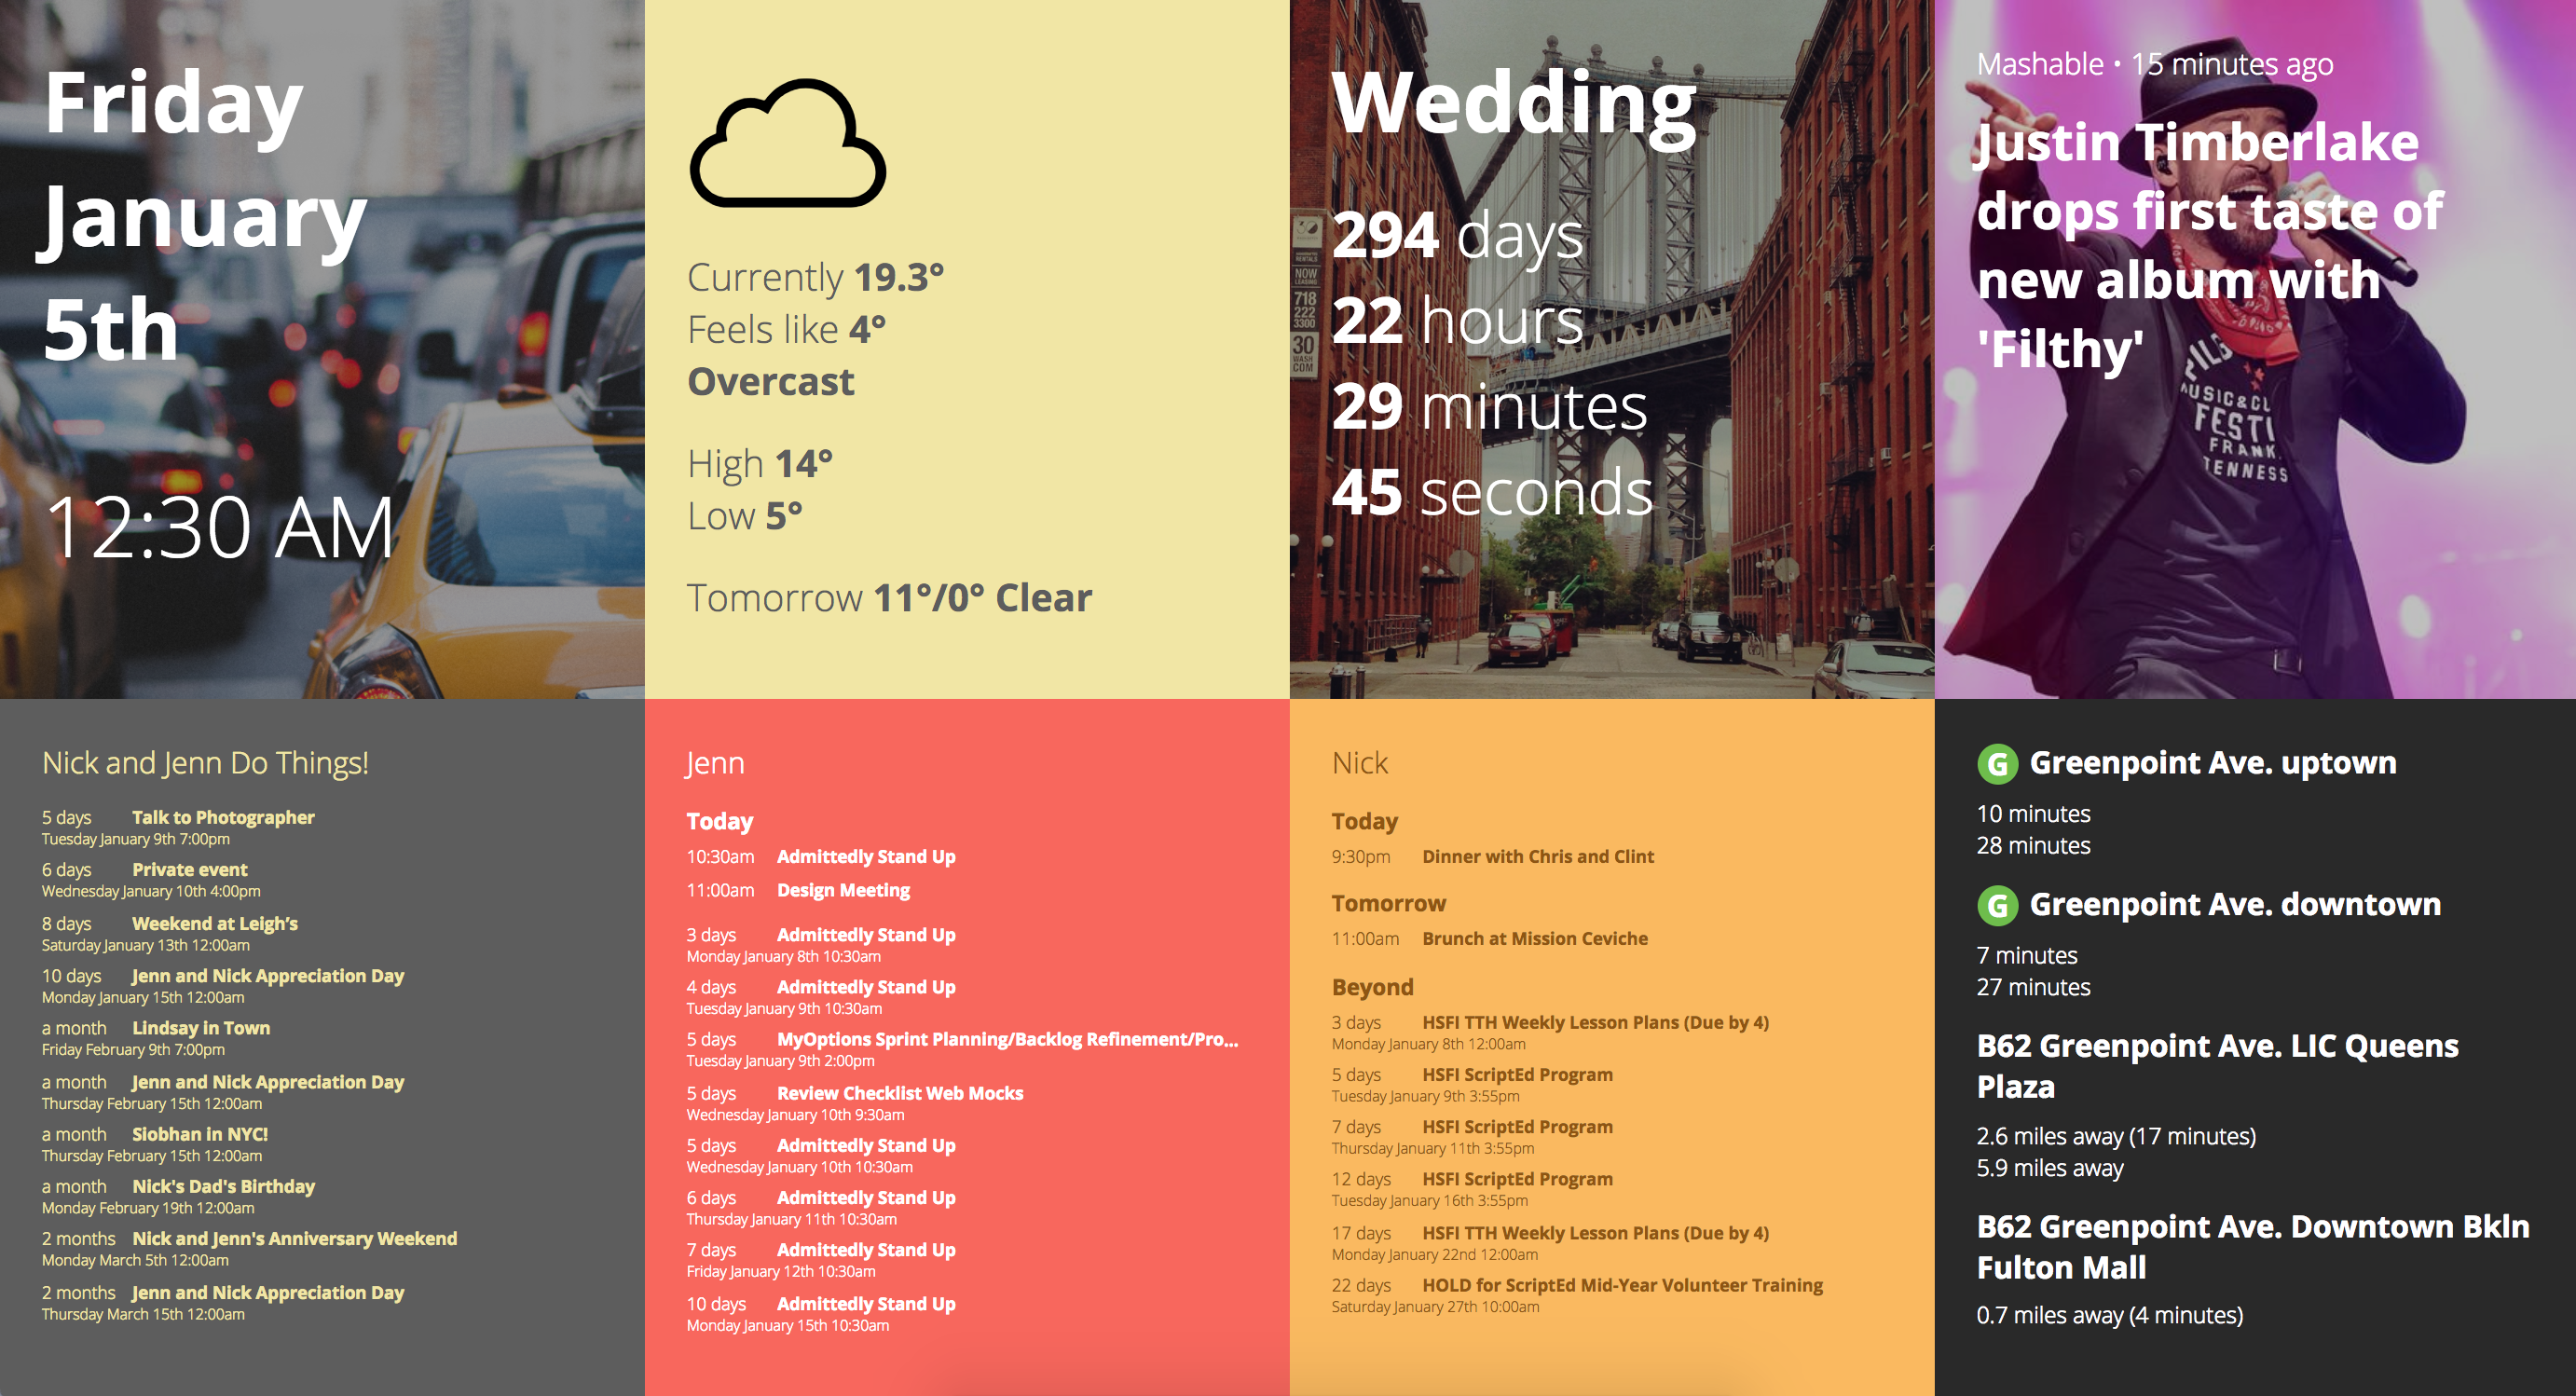 Friday
January
5th
12:30 AM
Currently 19.3°
Feels like 4°
Overcast
High 14°
Low 5°
Tomorrow 11°/0° Clear
Wedding
294 days
22 hours
29 minutes
45 seconds
NOW
718
222
3300
30
WASH
COM
Mashable • 15 minutes ago
Justin Timberlake
drops first taste of
new album with
'Filthy'
FESTI
FRANK
TENNESS
Nick and Jenn Do Things!
5 days Talk to Photographer
Tuesday January 9th 7:00pm
6 days Private event
Wednesday January 10th 4:00pm
8 days Weekend at Leigh’s
Saturday January 13th 12:00am
10 days Jenn and Nick Appreciation Day
Monday January 15th 12:00am
a month Lindsay in Town
Friday February 9th 7:00pm
a month Jenn and Nick Appreciation Day
Thursday February 15th 12:00am
a month Siobhan in NYC!
Thursday February 15th 12:00am
a month Nick's Dad's Birthday
Monday February 19th 12:00am
2 months Nick and Jenn's Anniversary Weekend
Monday March 5th 12:00am
2 months Jenn and Nick Appreciation Day
Thursday March 15th 12:00am
Jenn
Today
10:30am Admittedly Stand Up
11:00am Design Meeting
3 days Admittedly Stand Up
Monday January 8th 10:30am
4 days Admittedly Stand Up
Tuesday January 9th 10:30am
5 days MyOptions Sprint Planning/Backlog Refinement/Pro...
Tuesday January 9th 2:00pm
5 days Review Checklist Web Mocks
Wednesday January 10th 9:30am
5 days Admittedly Stand Up
Wednesday January 10th 10:30am
6 days Admittedly Stand Up
Thursday January 11th 10:30am
7 days Admittedly Stand Up
Friday January 12th 10:30am
10 days Admittedly Stand Up
Monday January 15th 10:30am
Nick
Today
9:30pm Dinner with Chris and Clint
Tomorrow
11:00am Brunch at Mission Ceviche
Beyond
3 days HSFI TTH Weekly Lesson Plans (Due by 4)
Monday January 8th 12:00am
5 days HSFI ScriptEd Program
Tuesday January 9th 3:55pm
7 days HSFI ScriptEd Program
Thursday January 11th 3:55pm
12 days HSFI ScriptEd Program
Tuesday January 16th 3:55pm
17 days HSFI TTH Weekly Lesson Plans (Due by 4)
Monday January 22nd 12:00am
22 days HOLD for ScriptEd Mid-Year Volunteer Training
Saturday January 27th 10:00am
G Greenpoint Ave. uptown
10 minutes
28 minutes
G Greenpoint Ave. downtown
7 minutes
27 minutes
B62 Greenpoint Ave. LIC Queens
Plaza
2.6 miles away (17 minutes)
5.9 miles away
B62 Greenpoint Ave. Downtown Bkln
Fulton Mall
0.7 miles away (4 minutes)